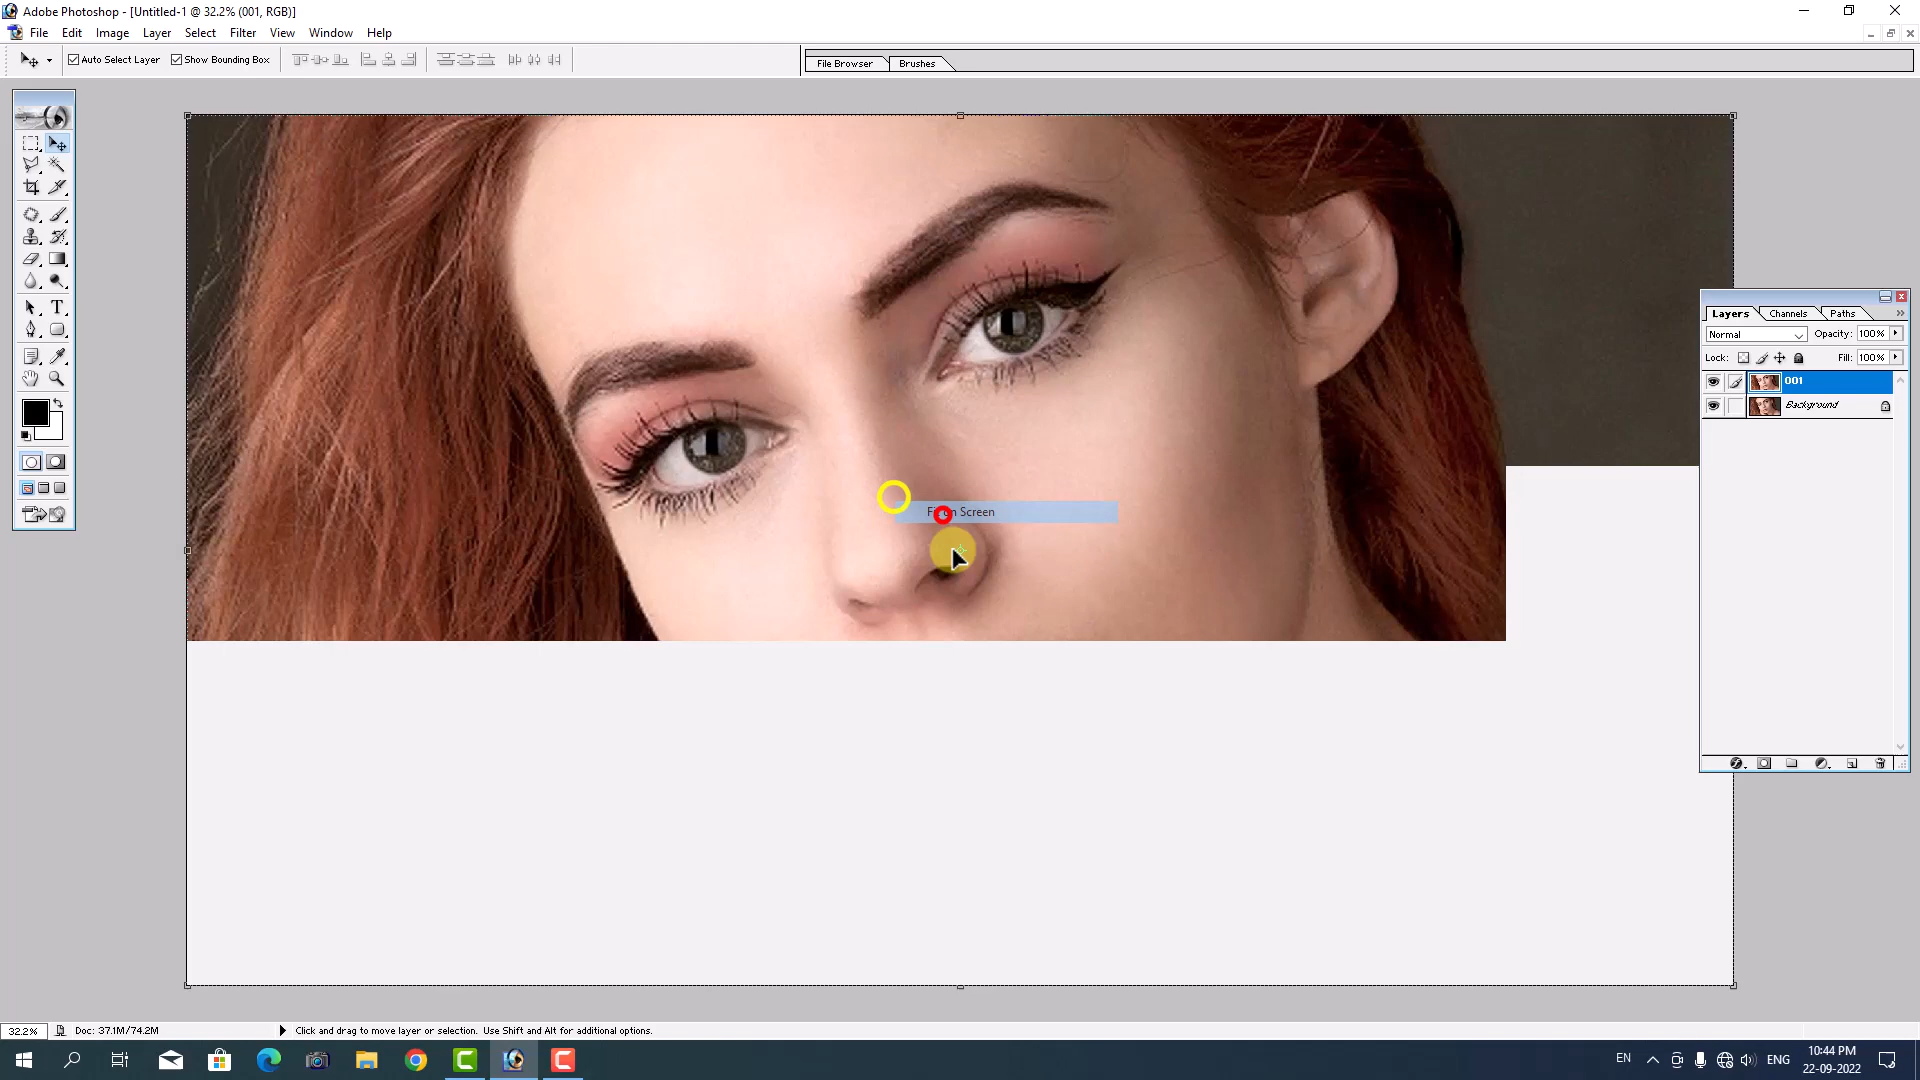 Adobe Photoshop - [Untitled-1 @ 32.2% (001, RGB)]
File Edit Image Layer Select Filter View Window Help
Auto Select Layer Show Bounding Box
File Browser Brushes
Layers Channels Paths
Normal Opacity: 100%
Lock: Fill: 100%
001
Background
Screen
32.2% Doc: 37.1M/74.2M Click and drag to move layer or selection. Use Shift and Alt for additional options.
EN ENG 10:44 PM
22-09-2022